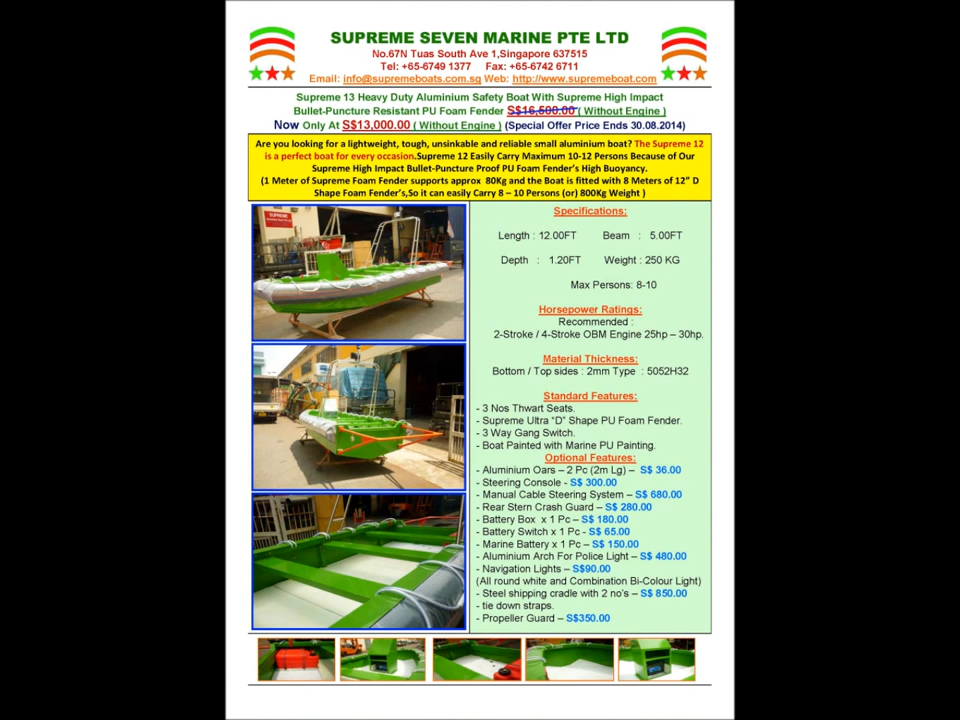 SUPREME SEVEN MARINE PTE LTD
No.67N Tuas South Ave 1,Singapore 637515
Tel: +65-6749 1377 Fax: +65-6742 6711
Email: info@supremeboats.com.sg Web: http://www.supremeboat.com
Supreme 13 Heavy Duty Aluminium Safety Boat With Supreme High Impact
Bullet-Puncture Resistant PU Foam Fender S$16,500.00 ( Without Engine )
Now Only At S$13,000.00 ( Without Engine ) (Special Offer Price Ends 30.08.2014)
Are you looking for a lightweight, tough, unsinkable and reliable small aluminium boat? The Supreme 12
is a perfect boat for every occasion.Supreme 12 Easily Carry Maximum 10-12 Persons Because of Our
Supreme High Impact Bullet-Puncture Proof PU Foam Fender's High Buoyancy.
(1 Meter of Supreme Foam Fender supports approx 80Kg and the Boat is fitted with 8 Meters of 12" D
Shape Foam Fender's,So it can easily Carry 8 – 10 Persons (or) 800Kg Weight )
SUPREME
Specifications:
Length : 12.00FT Beam : 5.00FT
Depth : 1.20FT Weight : 250 KG
Max Persons: 8-10
Horsepower Ratings:
Recommended :
2-Stroke / 4-Stroke OBM Engine 25hp – 30hp.
Material Thickness:
Bottom / Top sides : 2mm Type : 5052H32
Standard Features:
- 3 Nos Thwart Seats.
- Supreme Ultra "D" Shape PU Foam Fender.
- 3 Way Gang Switch.
- Boat Painted with Marine PU Painting.
Optional Features:
- Aluminium Oars – 2 Pc (2m Lg) – S$ 36.00
- Steering Console - S$ 300.00
- Manual Cable Steering System – S$ 680.00
- Rear Stern Crash Guard – S$ 280.00
- Battery Box x 1 Pc – S$ 180.00
- Battery Switch x 1 Pc - S$ 65.00
- Marine Battery x 1 Pc – S$ 150.00
- Aluminium Arch For Police Light – S$ 480.00
- Navigation Lights – S$90.00
(All round white and Combination Bi-Colour Light)
- Steel shipping cradle with 2 no's – S$ 850.00
- tie down straps.
- Propeller Guard – S$350.00